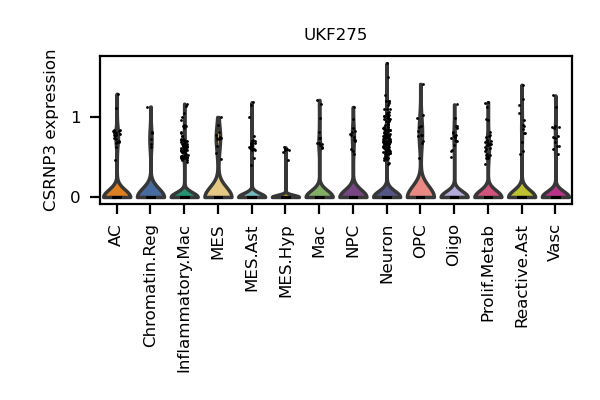 UKF275
CSRNP3 expression
1
0
AC
Chromatin.Reg
Inflammatory.Mac
MES
MES.Ast
MES.Hyp
Mac
NPC
Neuron
OPC
Oligo
Prolif.Metab
Reactive.Ast
Vasc